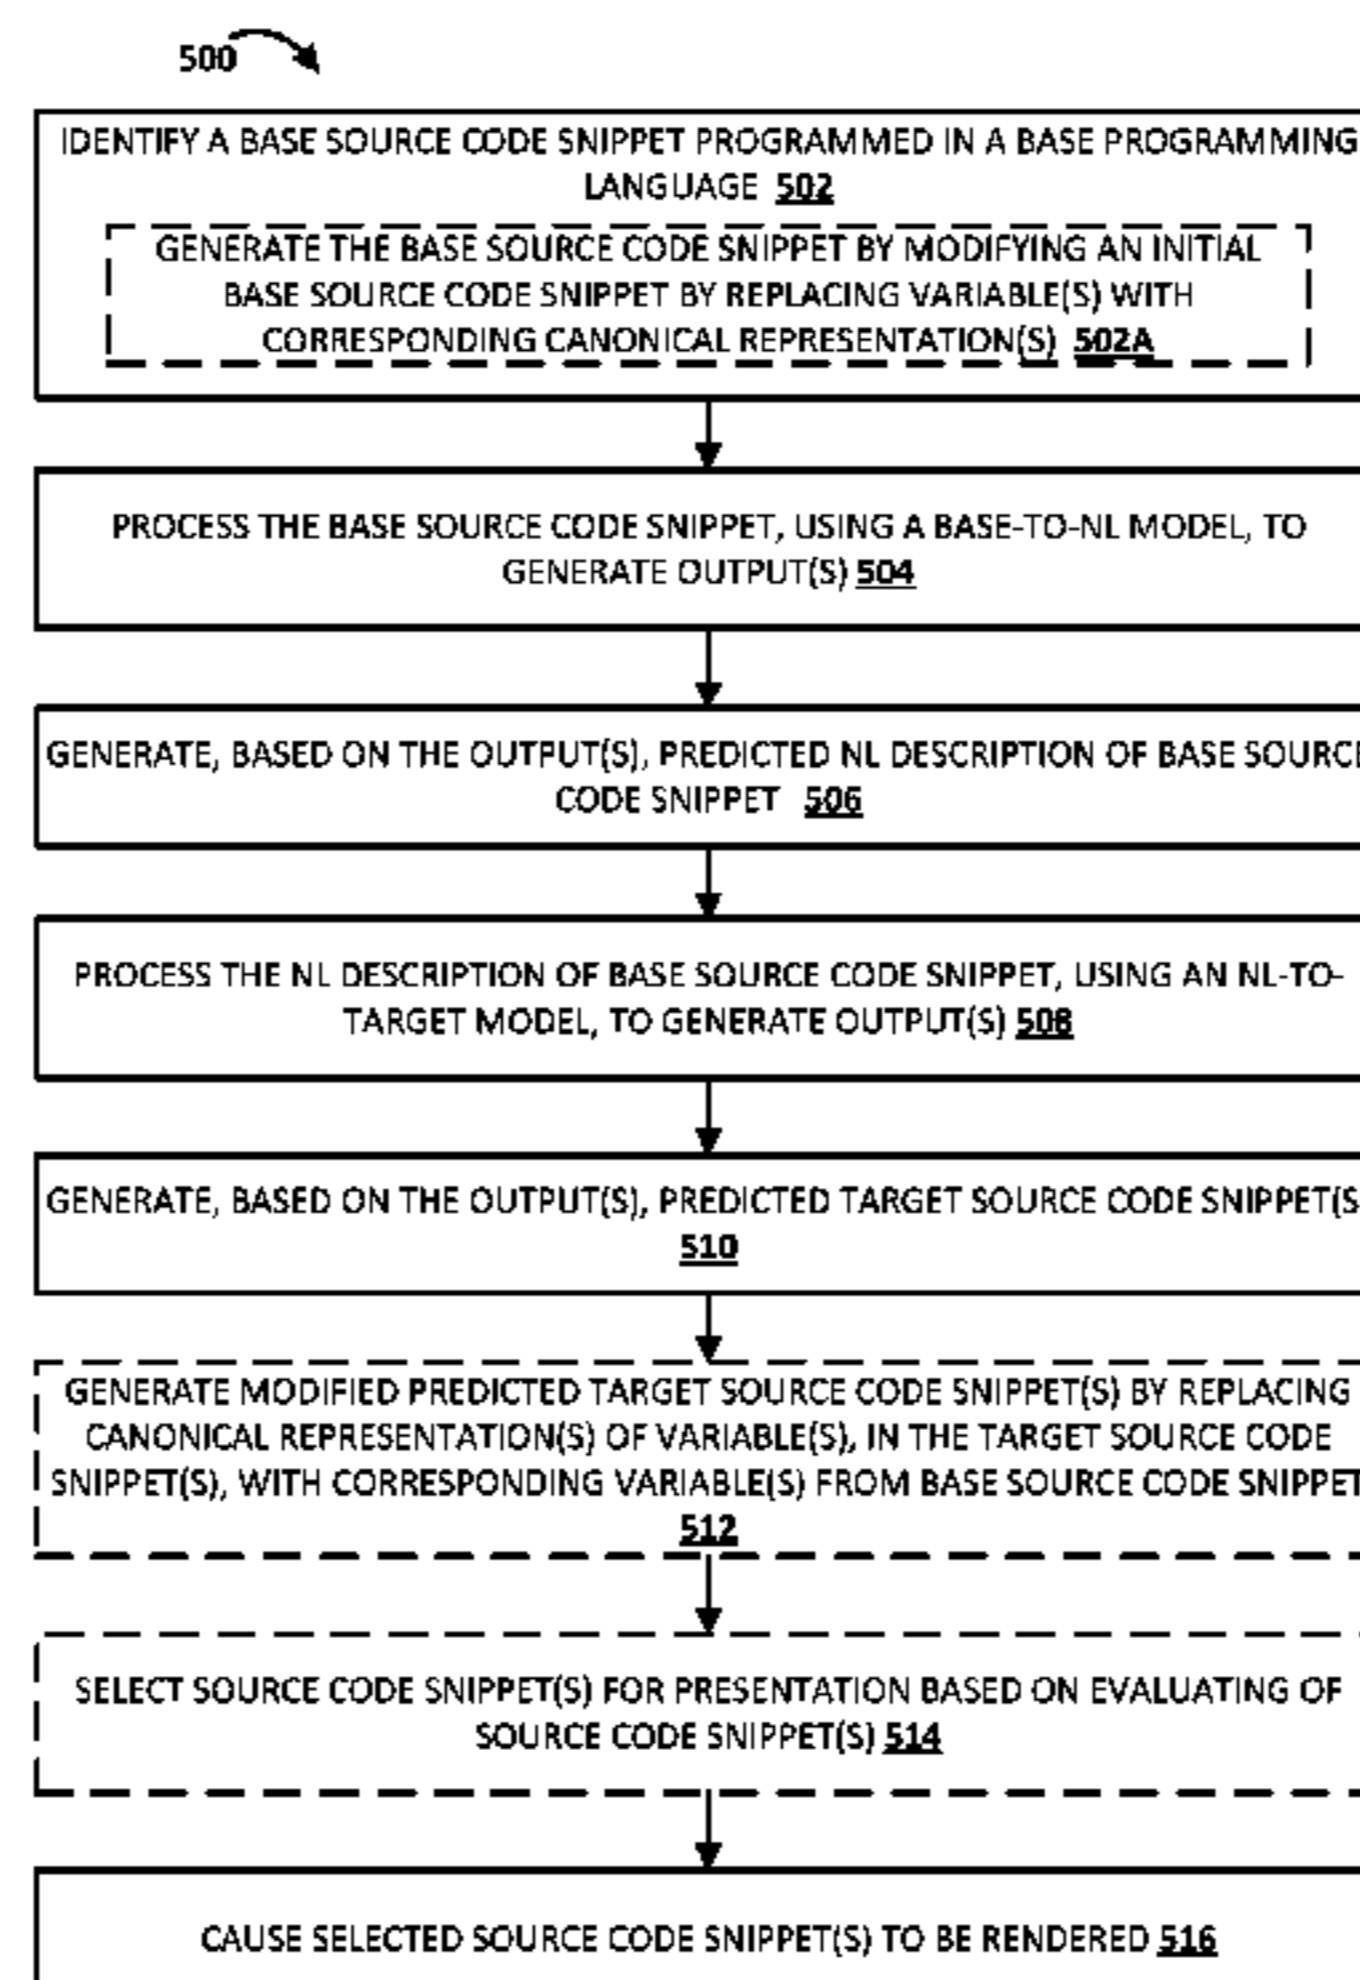 500
IDENTIFY A BASE SOURCE CODE SNIPPET PROGRAMMED IN A BASE PROGRAMMING
LANGUAGE 502
GENERATE THE BASE SOURCE CODE SNIPPET BY MODIFYING AN INITIAL
BASE SOURCE CODE SNIPPET BY REPLACING VARIABLE(S) WITH
CORRESPONDING CANONICAL REPRESENTATION(S) 502A
PROCESS THE BASE SOURCE CODE SNIPPET, USING A BASE-TO-NL MODEL, TO
GENERATE OUTPUT(S) 504
GENERATE, BASED ON THE OUTPUT(S), PREDICTED NL DESCRIPTION OF BASE SOURCE
CODE SNIPPET 506
PROCESS THE NL DESCRIPTION OF BASE SOURCE CODE SNIPPET, USING AN NL-TO-
TARGET MODEL, TO GENERATE OUTPUT(S) 508
GENERATE, BASED ON THE OUTPUT(S), PREDICTED TARGET SOURCE CODE SNIPPET(S
510
GENERATE MODIFIED PREDICTED TARGET SOURCE CODE SNIPPET(S) BY REPLACING
CANONICAL REPRESENTATION(S) OF VARIABLE(S), IN THE TARGET SOURCE CODE
SNIPPET(S), WITH CORRESPONDING VARIABLE(S) FROM BASE SOURCE CODE SNIPPET
512
SELECT SOURCE CODE SNIPPET(S) FOR PRESENTATION BASED ON EVALUATING OF
SOURCE CODE SNIPPET(S) 514
CAUSE SELECTED SOURCE CODE SNIPPET(S) TO BE RENDERED 516